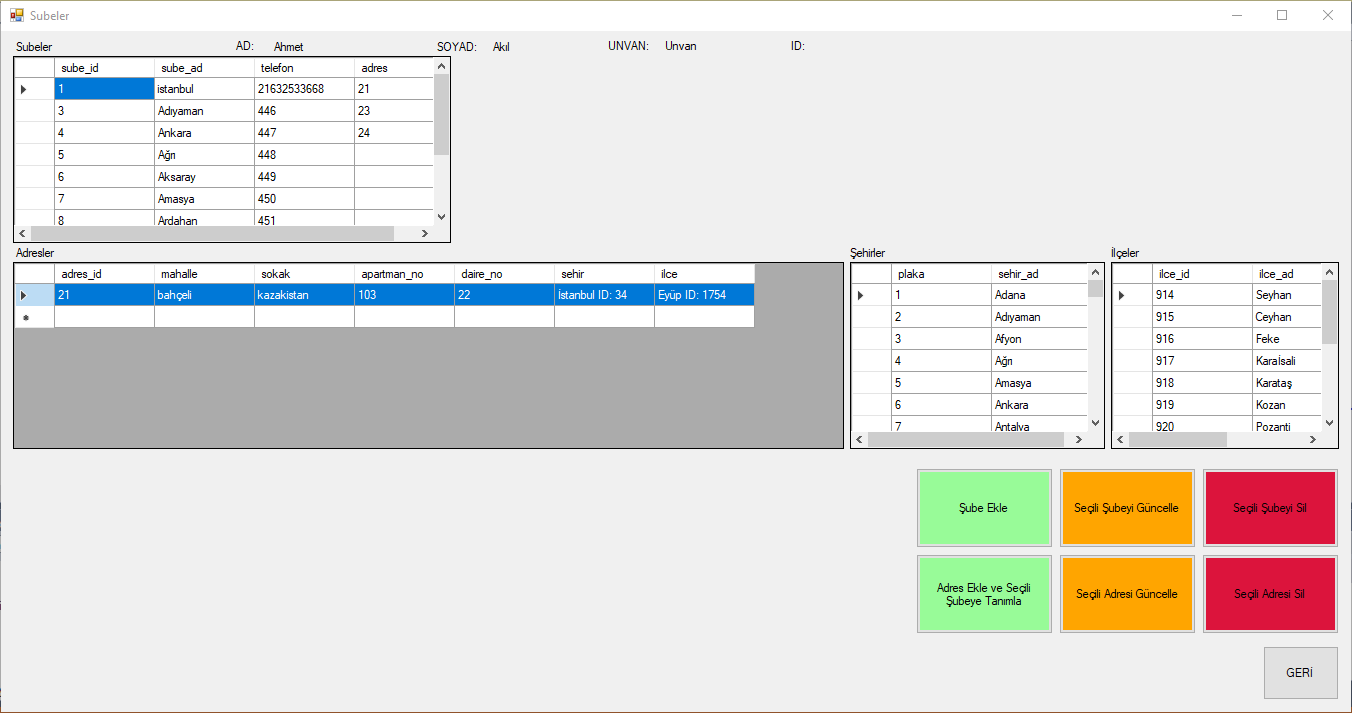 Subeler
Subeler AD: Ahmet SOYAD: Akıl UNVAN: Unvan ID:
sube_id sube_ad telefon adres
1 istanbul 21632533668 21
3 Adıyaman 446 23
4 Ankara 447 24
5 Ağrı 448
6 Aksaray 449
7 Amasya 450
8 Ardahan 451
Adresler
adres_id mahalle sokak apartman_no daire_no sehir ilce
21 bahçeli kazakistan 103 22 İstanbul ID: 34 Eyüp ID: 1754
Şehirler
plaka sehir_ad
1 Adana
2 Adıyaman
3 Afyon
4 Ağrı
5 Amasya
6 Ankara
7 Antalya
İlçeler
ilce_id ilce_ad
914 Seyhan
915 Ceyhan
916 Feke
917 Karaİsali
918 Karataş
919 Kozan
920 Pozanti
Şube Ekle
Seçili Şubeyi Güncelle
Seçili Şubeyi Sil
Adres Ekle ve Seçili
Şubeye Tanımla
Seçili Adresi Güncelle
Seçili Adresi Sil
GERİ